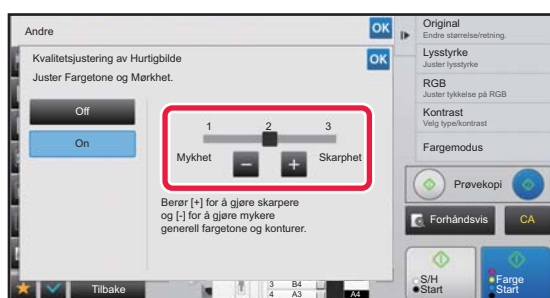 Andre
OK
Kvalitetsjustering av Hurtigbilde
OK
Juster Fargetone og Mørkhet.
Off
On
1 2 3
Mykhet
-
+
Skarphet
Berør [+] for å gjøre skarpere
og [-] for å gjøre mykere
generell fargetone og konturer.
Tilbake
3 B4
4 A3
A4
Original
Endre størrelse/retning.
Lysstyrke
Juster lysstyrke
RGB
Juster tykkelse på RGB
Kontrast
Velg type/kontrast
Fargemodus
Prøvekopi
Forhåndsvis
CA
S/H
Start
Farge
Start